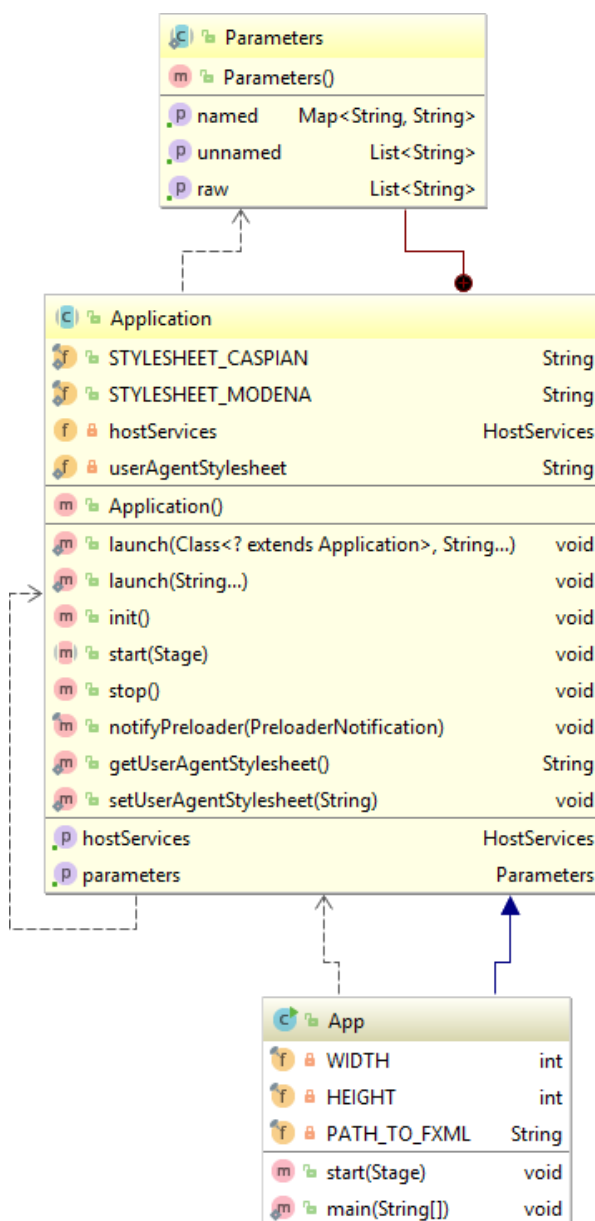 Parameters
Parameters()
named Map<String, String>
unnamed List<String>
raw List<String>
Application
STYLESHEET_CASPIAN String
STYLESHEET_MODENA String
hostServices HostServices
userAgentStylesheet String
Application()
launch(Class<? extends Application>, String...) void
launch(String...) void
init() void
start(Stage) void
stop() void
notifyPreloader(PreloaderNotification) void
getUserAgentStylesheet() String
setUserAgentStylesheet(String) void
hostServices HostServices
parameters Parameters
App
WIDTH int
HEIGHT int
PATH_TO_FXML String
start(Stage) void
main(String[]) void